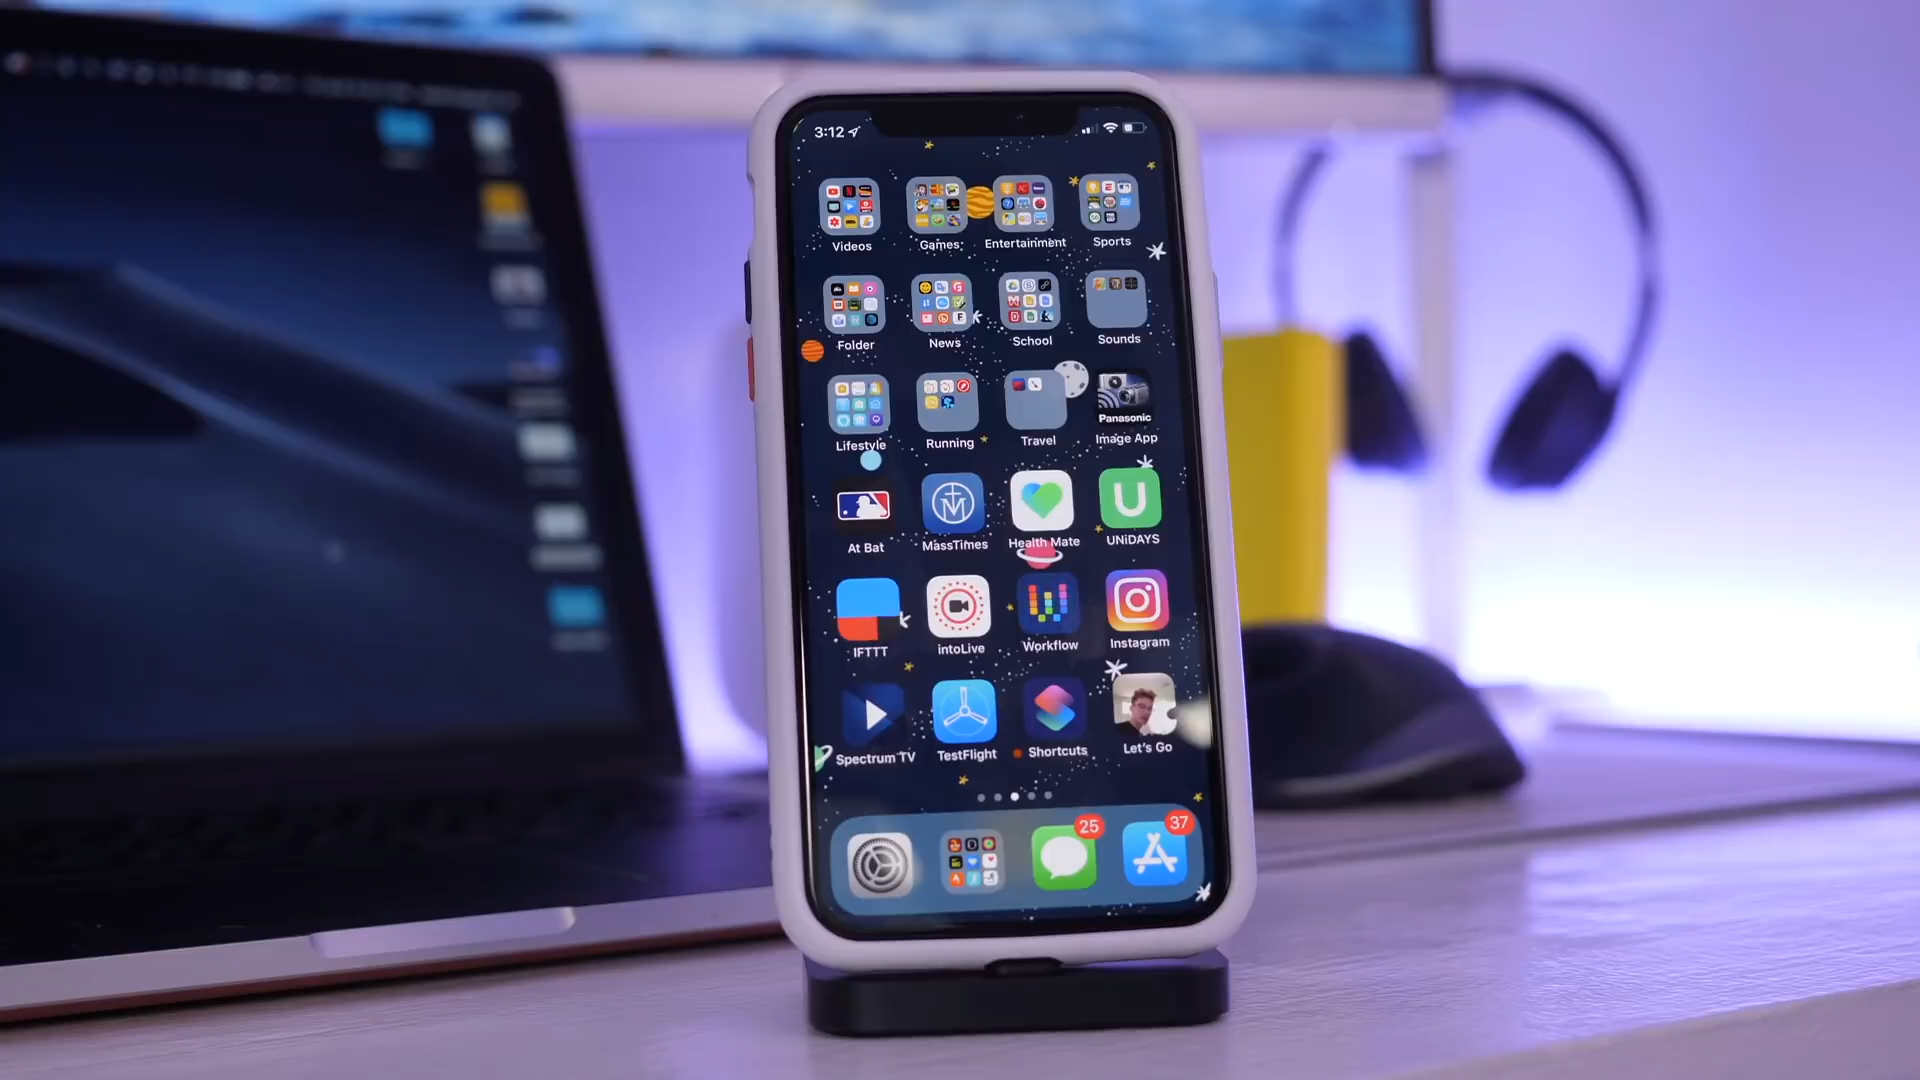 3:12
Videos Games Entertainment Sports
Folder News School Sounds
Panasonic
Lifestyle Running Travel Image App
At Bat MassTimes Health Mate UNiDAYS
IFTTT intoLive Workflow Instagram
Spectrum TV TestFlight Shortcuts Let's Go
25 37